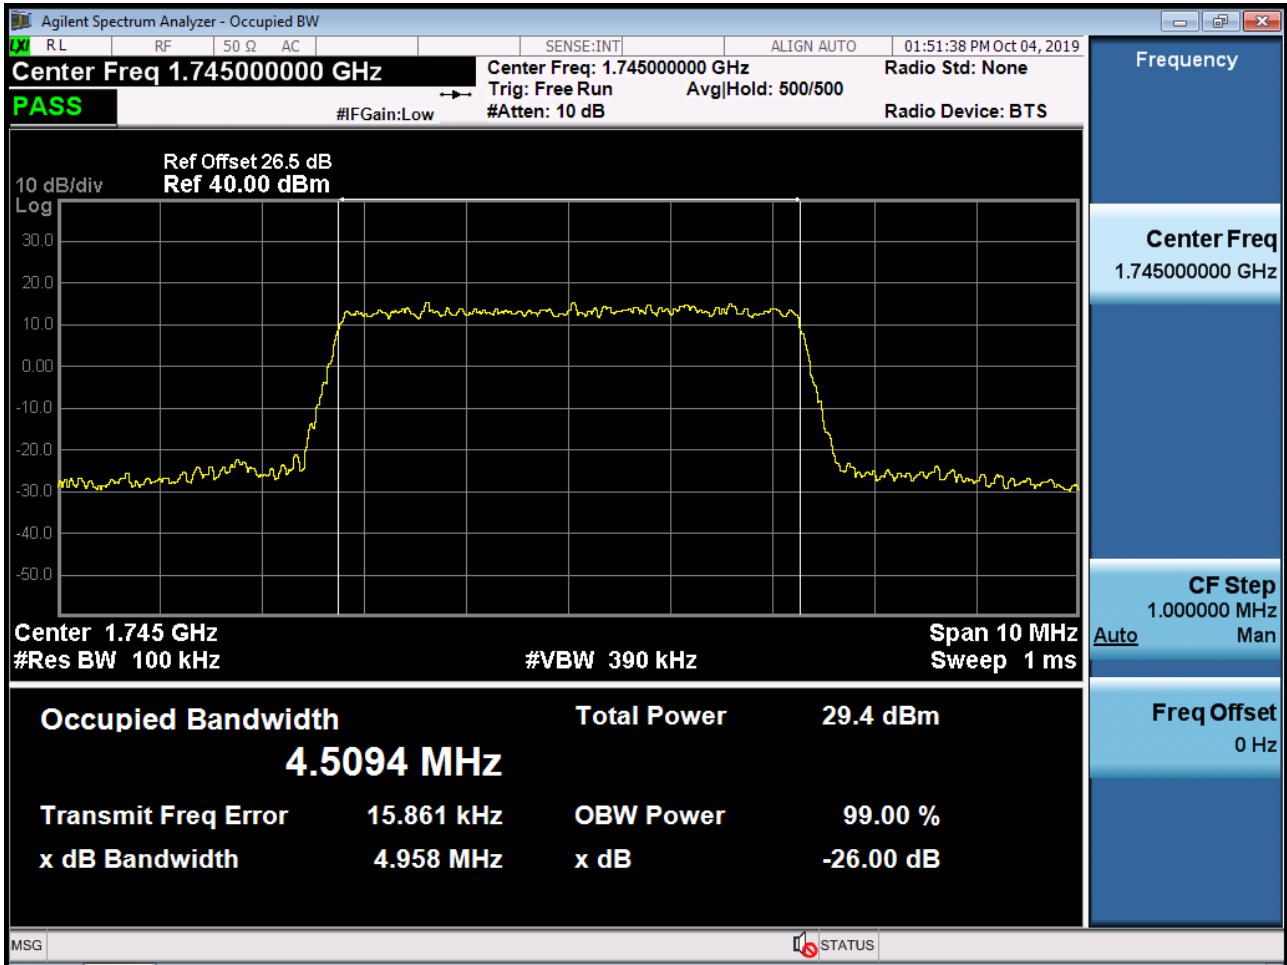 Agilent Spectrum Analyzer - Occupied BW
LXI RL RF 50 Ω AC SENSE:INT ALIGN AUTO 01:51:38 PM Oct 04, 2019
Center Freq 1.745000000 GHz
Center Freq: 1.745000000 GHz
Radio Std: None
Trig: Free Run Avg|Hold: 500/500
PASS
#IFGain:Low
#Atten: 10 dB
Radio Device: BTS
Ref Offset 26.5 dB
10 dB/div Ref 40.00 dBm
Log
30.0
20.0
10.0
0.00
-10.0
-20.0
-30.0
-40.0
-50.0
Center 1.745 GHz Span 10 MHz
#Res BW 100 kHz #VBW 390 kHz Sweep 1 ms
Occupied Bandwidth Total Power 29.4 dBm
4.5094 MHz
Transmit Freq Error 15.861 kHz OBW Power 99.00 %
x dB Bandwidth 4.958 MHz x dB -26.00 dB
Frequency
Center Freq
1.745000000 GHz
CF Step
1.000000 MHz
Auto Man
Freq Offset
0 Hz
MSG STATUS